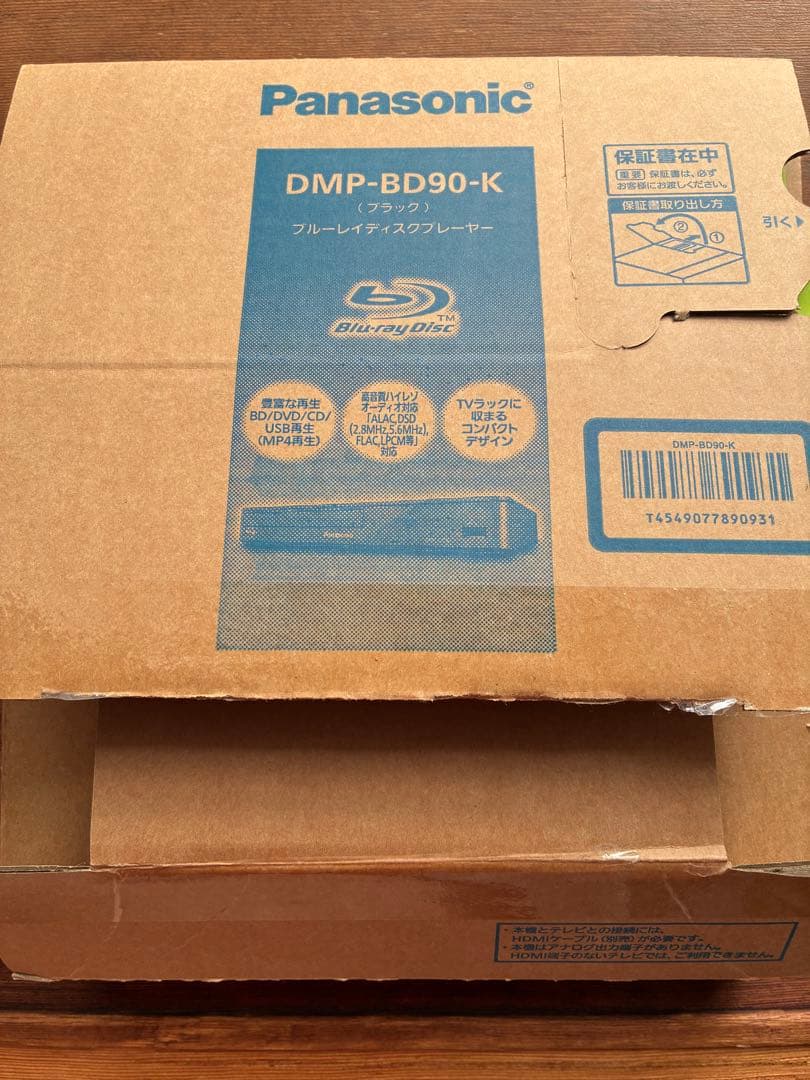 Panasonic®
DMP-BD90-K
(ブラック)
ブルーレイディスクプレーヤー
Blu-ray Disc™
豊富な再生
BD/DVD/CD/
USB再生
(MP4再生)
高音質ハイレゾ
オーディオ対応
「ALAC,DSD
(2.8MHz,5.6MHz),
FLAC,LPCM等」
対応
TVラックに
収まる
コンパクト
デザイン
Panasonic
保証書在中
重要 保証書は、必ず
お客様にお渡しください。
保証書取り出し方
②
①
引く
DMP-BD90-K
T4549077890931
・本機とテレビとの接続には、
HDMIケーブル(別売)が必要です。
・本機はアナログ出力端子がありません。
HDMI端子のないテレビでは、ご利用できません。